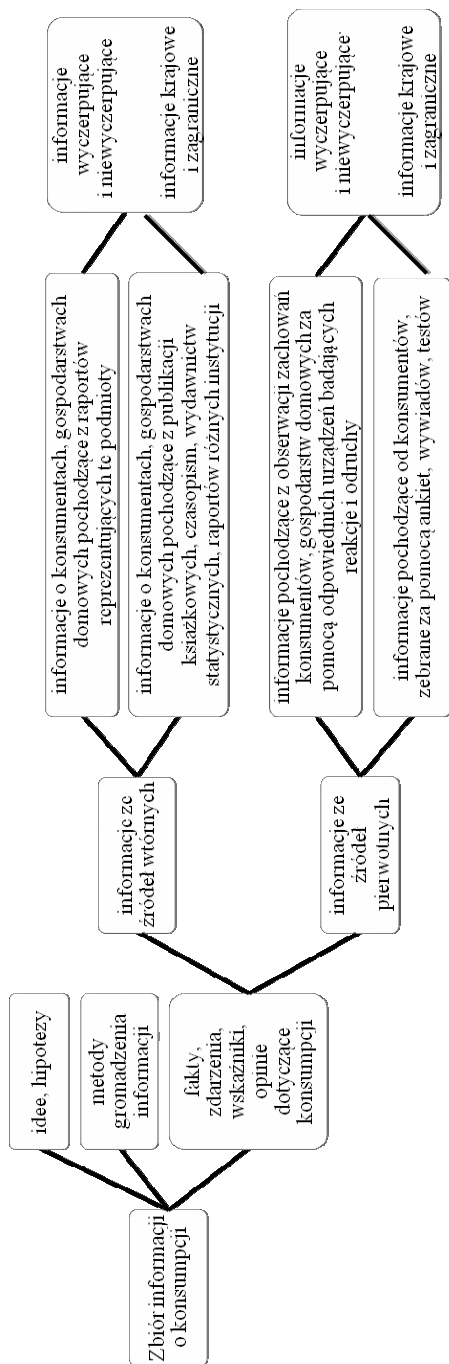 Zbiór informacji
o konsumpcji
idee, hipotezy
metody
gromadzenia
informacji
fakty,
zdarzenia,
wskaźniki,
opinie
dotyczące
konsumpcji
informacje ze
źródeł wtórnych
informacje ze
źródeł
pierwotnych
informacje o konsumentach, gospodarstwach
domowych pochodzące z raportów
reprezentujących te podmioty
informacje o konsumentach, gospodarstwach
domowych pochodzące z publikacji
książkowych, czasopism, wydawnictw
statystycznych, raportów różnych instytucji
informacje pochodzące z obserwacji zachowań
konsumentów, gospodarstw domowych za
pomocą odpowiednich urządzeń badających
reakcje i odruchy
informacje pochodzące od konsumentów,
zebrane za pomocą ankiet, wywiadów, testów
informacje
wyczerpujące
i niewyczerpujące
informacje krajowe
i zagraniczne
informacje
wyczerpujące
i niewyczerpujące
informacje krajowe
i zagraniczne